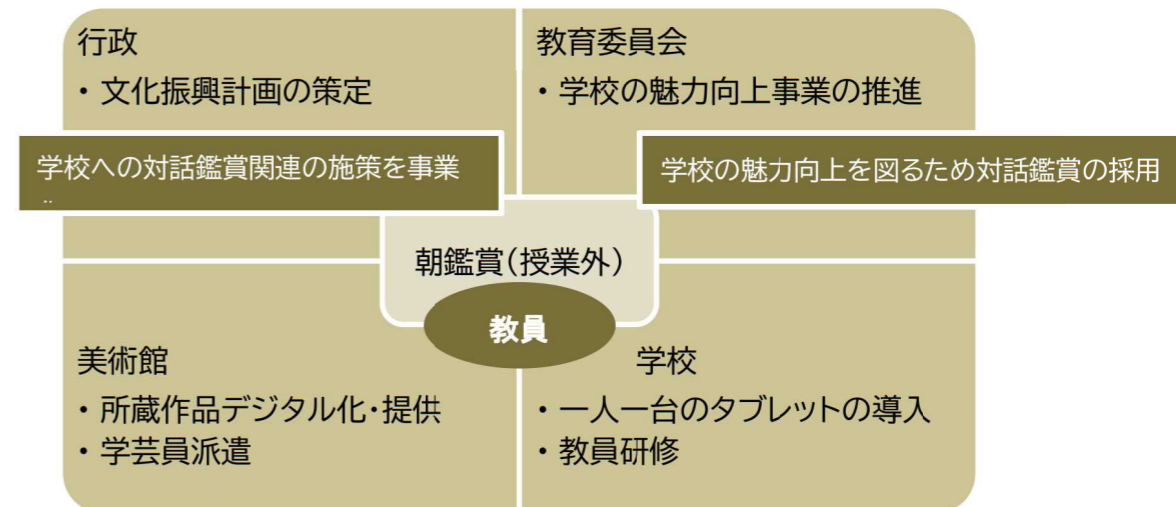 行政
・文化振興計画の策定
教育委員会
・学校の魅力向上事業の推進
学校への対話鑑賞関連の施策を事業
学校の魅力向上を図るため対話鑑賞の採用
朝鑑賞(授業外)
教員
美術館
・所蔵作品デジタル化・提供
・学芸員派遣
学校
・一人一台のタブレットの導入
・教員研修